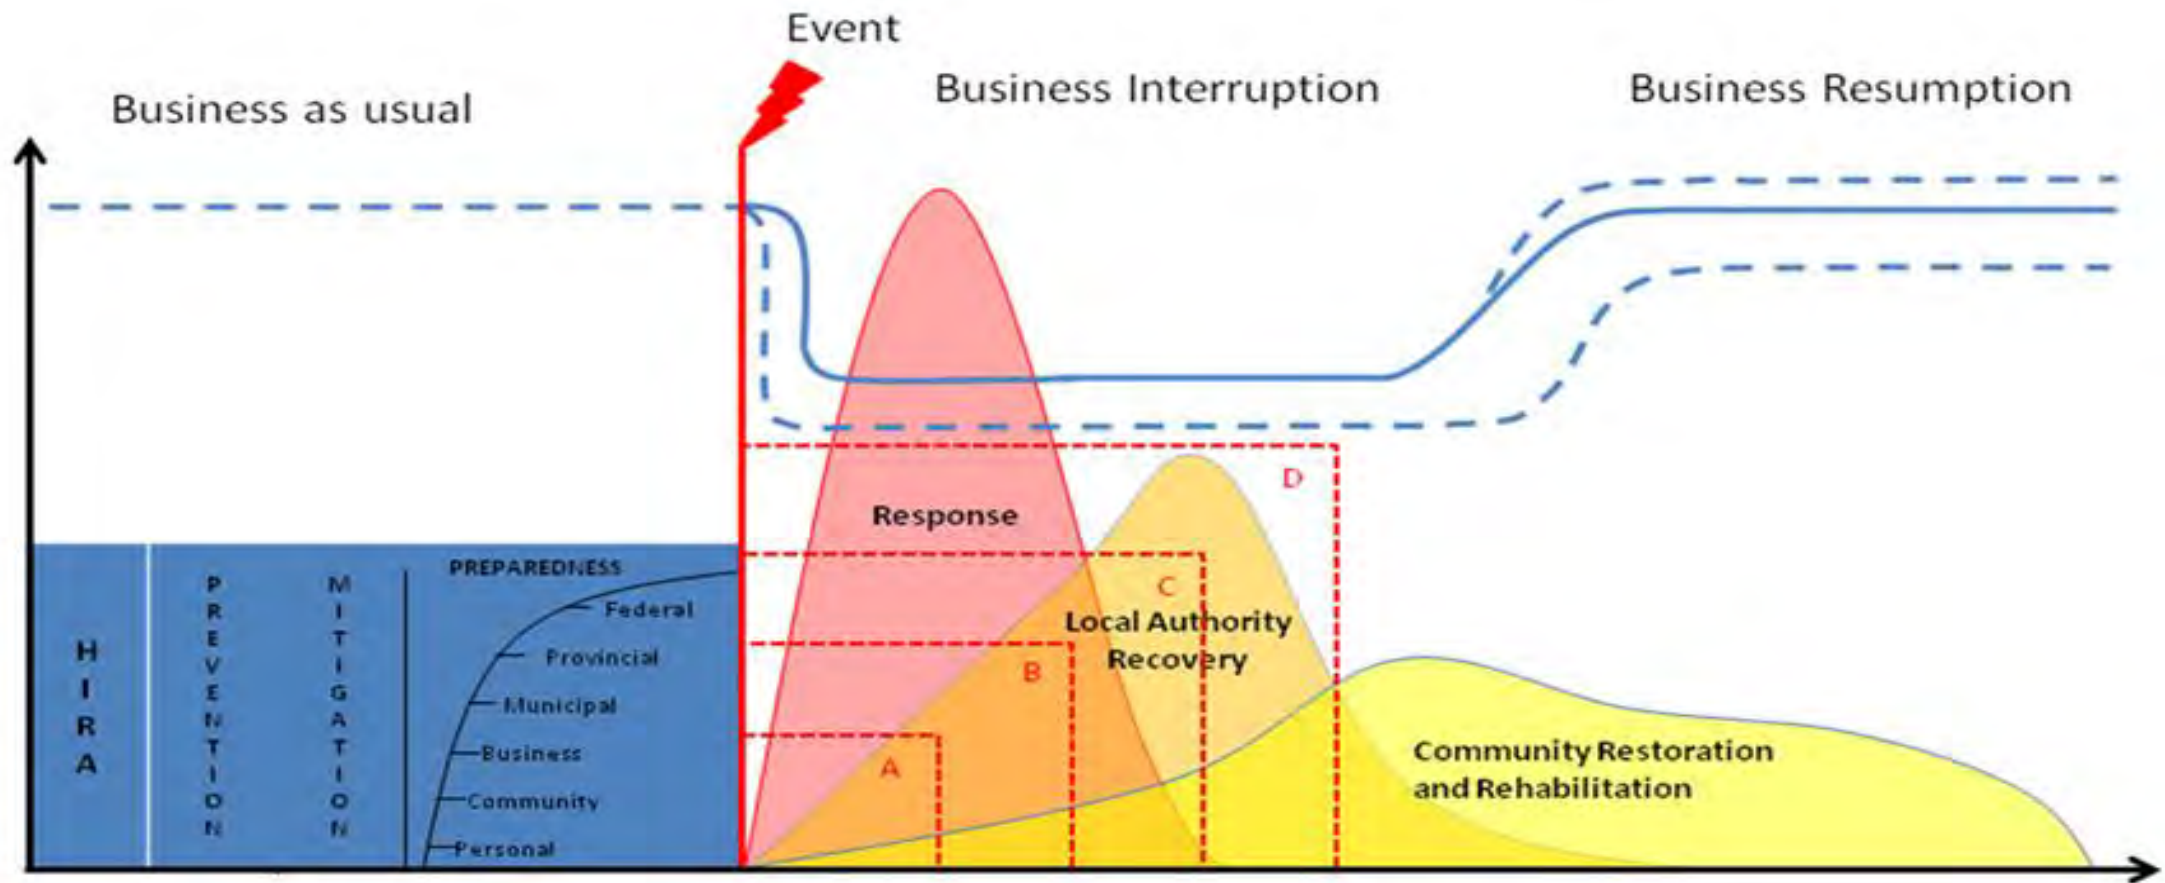 Event
Business as usual
Business Interruption
Business Resumption
HIRA
PREVENTION
MITIGATION
PREPAREDNESS
Federal
Provincial
Municipal
Business
Community
Personal
Response
A
B
C
D
Local Authority
Recovery
Community Restoration
and Rehabilitation